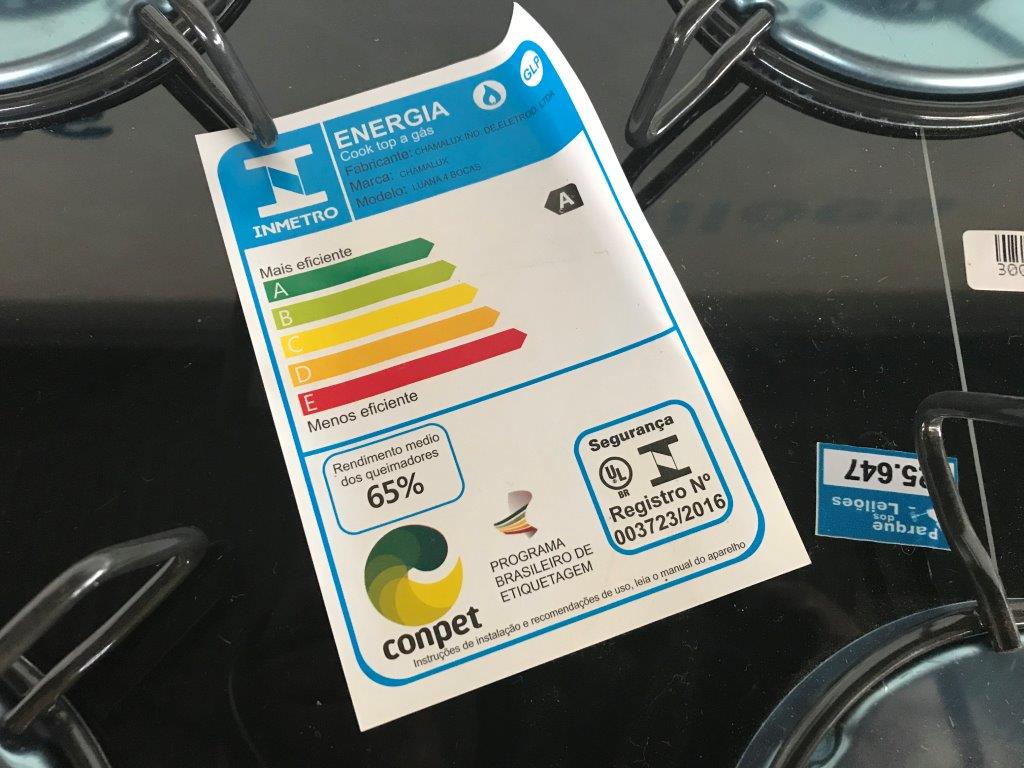 ENERGIA
GLP
Cook top a gás
Fabricante: CHAMALUX IND. DE ELETROD. LTDA
Marca: CHAMALUX
Modelo: LUANA 4 BOCAS
INMETRO
A
Mais eficiente
A
B
C
D
E
Menos eficiente
Rendimento medio
dos queimadores
65%
Segurança
UL
BR
Registro Nº
003723/2016
PROGRAMA
BRASILEIRO DE
ETIQUETAGEM
conpet
Instruções de instalação e recomendações de uso, leia o manual do aparelho
Parque
dos
Leilões
25.647